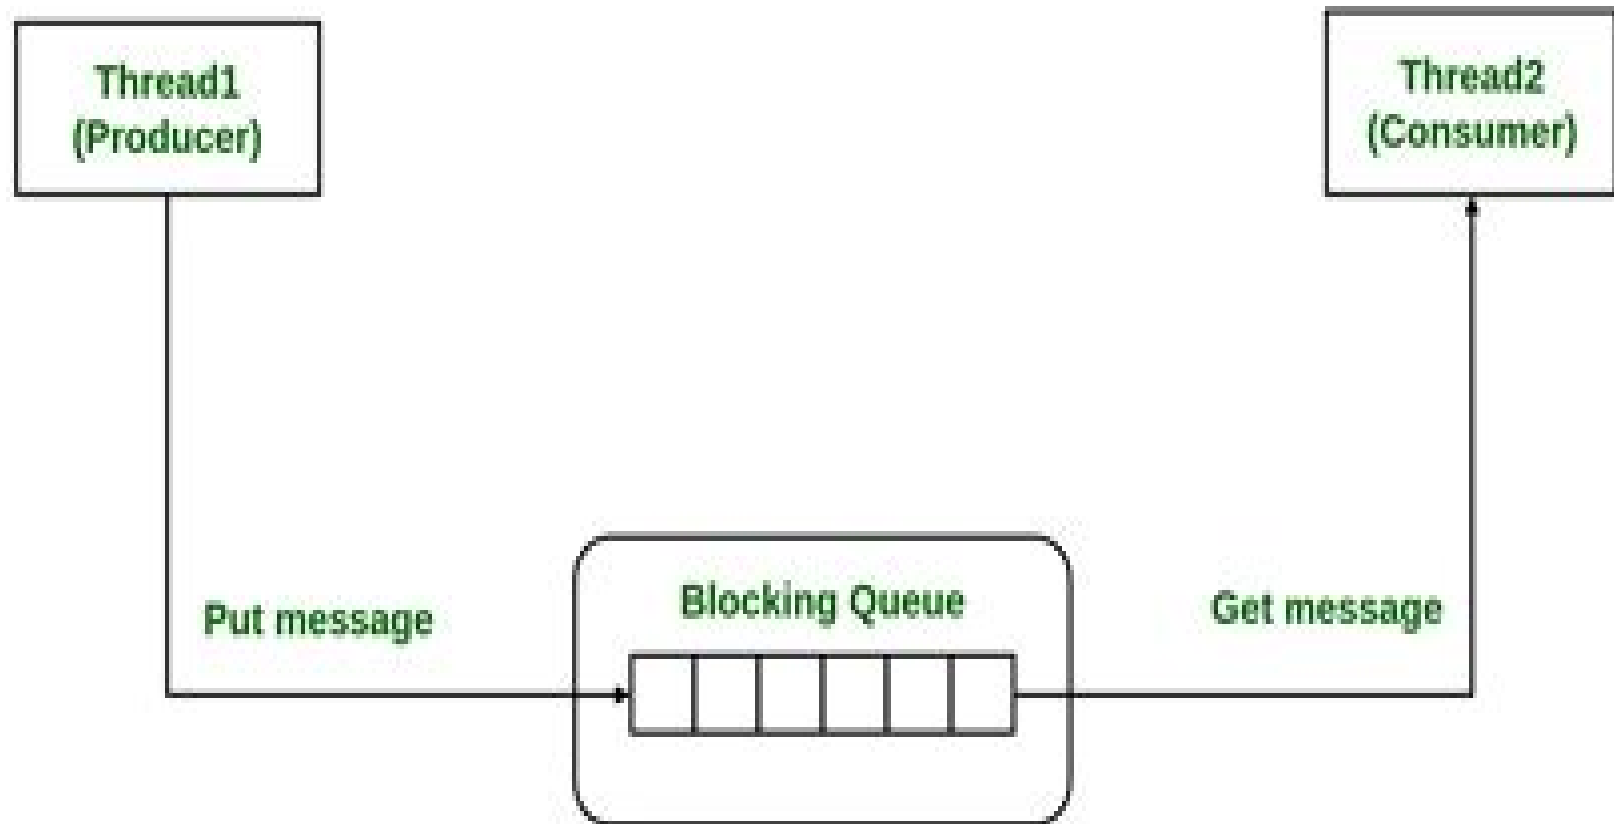 Thread1
(Producer)
Thread2
(Consumer)
Put message
Blocking Queue
Get message